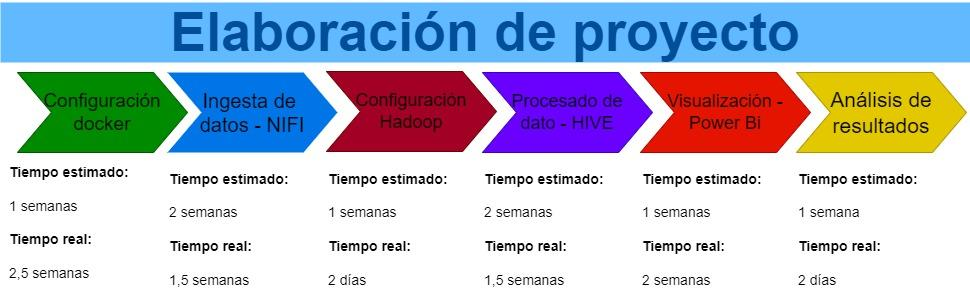 Elaboración de proyecto
Configuración
docker
Ingesta de
datos - NIFI
Configuración
Hadoop
Procesado de
dato - HIVE
Visualización -
Power Bi
Análisis de
resultados
Tiempo estimado:
1 semanas
Tiempo real:
2,5 semanas
Tiempo estimado:
2 semanas
Tiempo real:
1,5 semanas
Tiempo estimado:
1 semanas
Tiempo real:
2 días
Tiempo estimado:
2 semanas
Tiempo real:
1,5 semanas
Tiempo estimado:
1 semanas
Tiempo real:
2 semanas
Tiempo estimado:
1 semana
Tiempo real:
2 días